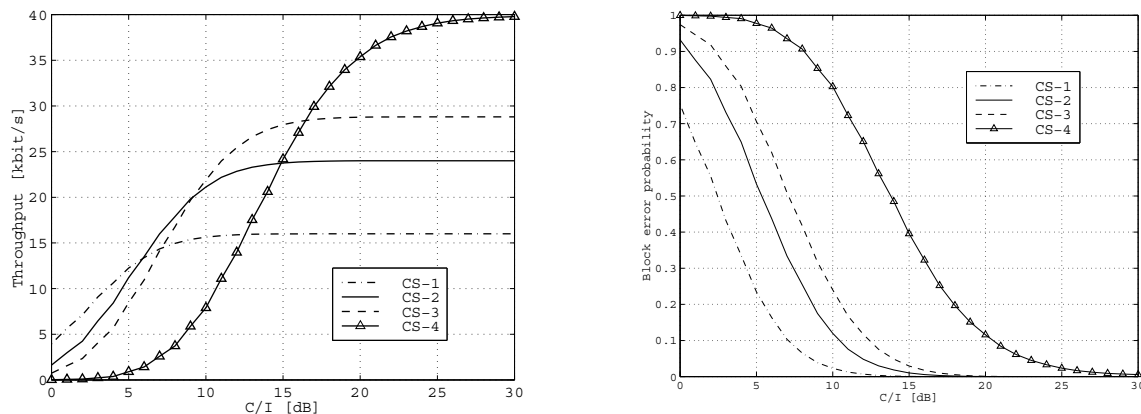 40
35
30
25
20
15
10
5
0
Throughput [kbit/s]
0 5 10 15 20 25 30
C/I [dB]
CS-1
CS-2
CS-3
CS-4
1
0.9
0.8
0.7
0.6
0.5
0.4
0.3
0.2
0.1
0
Block error probability
0 5 10 15 20 25 30
C/I [dB]
CS-1
CS-2
CS-3
CS-4